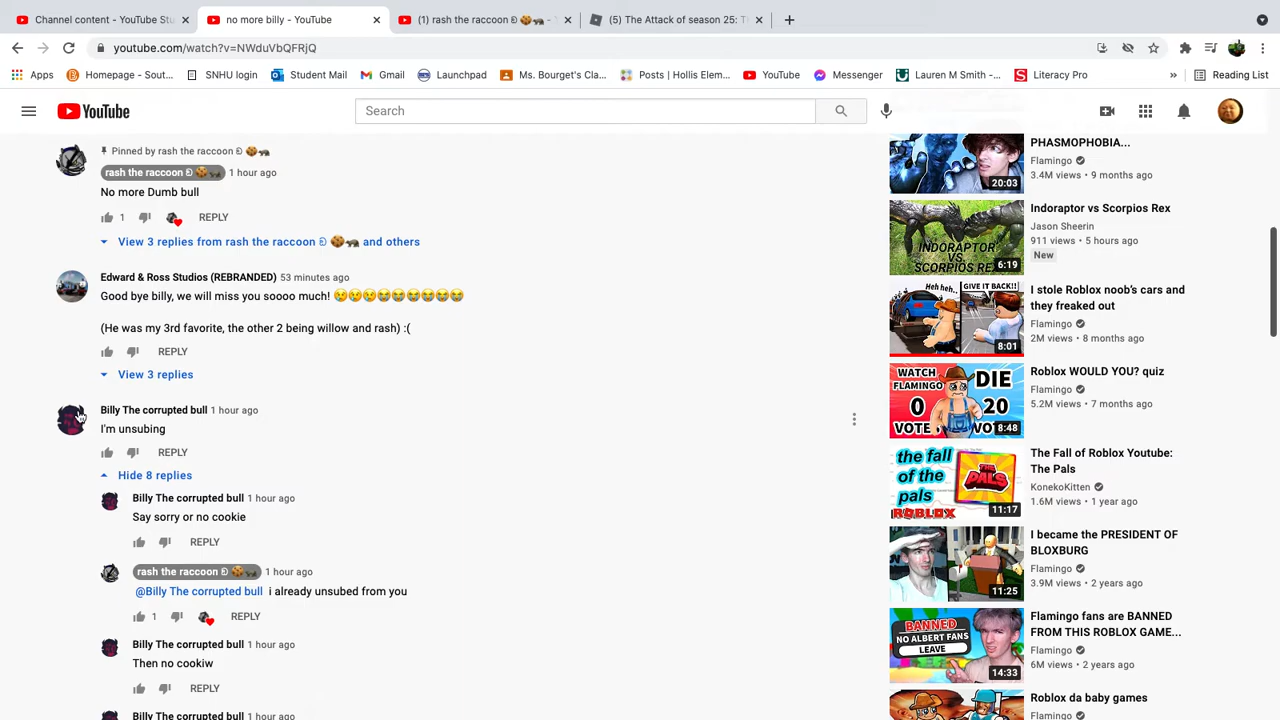 Channel content - YouTube Stu
no more billy - YouTube
(1) rash the raccoon
(5) The Attack of season 25: T
youtube.com/watch?v=NWduVbQFRjQ
Apps
Homepage - Sout...
SNHU login
Student Mail
Gmail
Launchpad
Ms. Bourget's Cla...
Posts | Hollis Elem...
YouTube
Messenger
Lauren M Smith -...
Literacy Pro
»
Reading List
YouTube
Search
Pinned by rash the raccoon
rash the raccoon
1 hour ago
No more Dumb bull
1
REPLY
View 3 replies from rash the raccoon 🍪🦡 and others
Edward & Ross Studios (REBRANDED) 53 minutes ago
Good bye billy, we will miss you soooo much! 😢😢😢😭😭😭😭😭😭
(He was my 3rd favorite, the other 2 being willow and rash) :(
REPLY
View 3 replies
Billy The corrupted bull 1 hour ago
I'm unsubing
REPLY
Hide 8 replies
Billy The corrupted bull 1 hour ago
Say sorry or no cookie
REPLY
rash the raccoon
1 hour ago
@Billy The corrupted bull i already unsubed from you
1
REPLY
Billy The corrupted bull 1 hour ago
Then no cookiw
REPLY
Billy The corrupted bull 1 hour ago
20:03
PHASMOPHOBIA...
Flamingo
3.4M views • 9 months ago
INDORAPTOR
VS.
SCORPIOS REX
6:19
Indoraptor vs Scorpios Rex
Jason Sheerin
911 views • 5 hours ago
New
Heh heh..
GIVE IT BACK!!
8:01
I stole Roblox noob's cars and
they freaked out
Flamingo
2M views • 8 months ago
WATCH
FLAMINGO
0
VOTE
DIE
20
VO
8:48
Roblox WOULD YOU? quiz
Flamingo
5.2M views • 7 months ago
the fall
of the
pals
ROBLOX
THE
PALS
11:17
The Fall of Roblox Youtube:
The Pals
KonekoKitten
1.6M views • 1 year ago
11:25
I became the PRESIDENT OF
BLOXBURG
Flamingo
3.9M views • 2 years ago
BANNED
NO ALBERT FANS
LEAVE
14:33
Flamingo fans are BANNED
FROM THIS ROBLOX GAME...
Flamingo
6M views • 2 years ago
Roblox da baby games
Flamingo